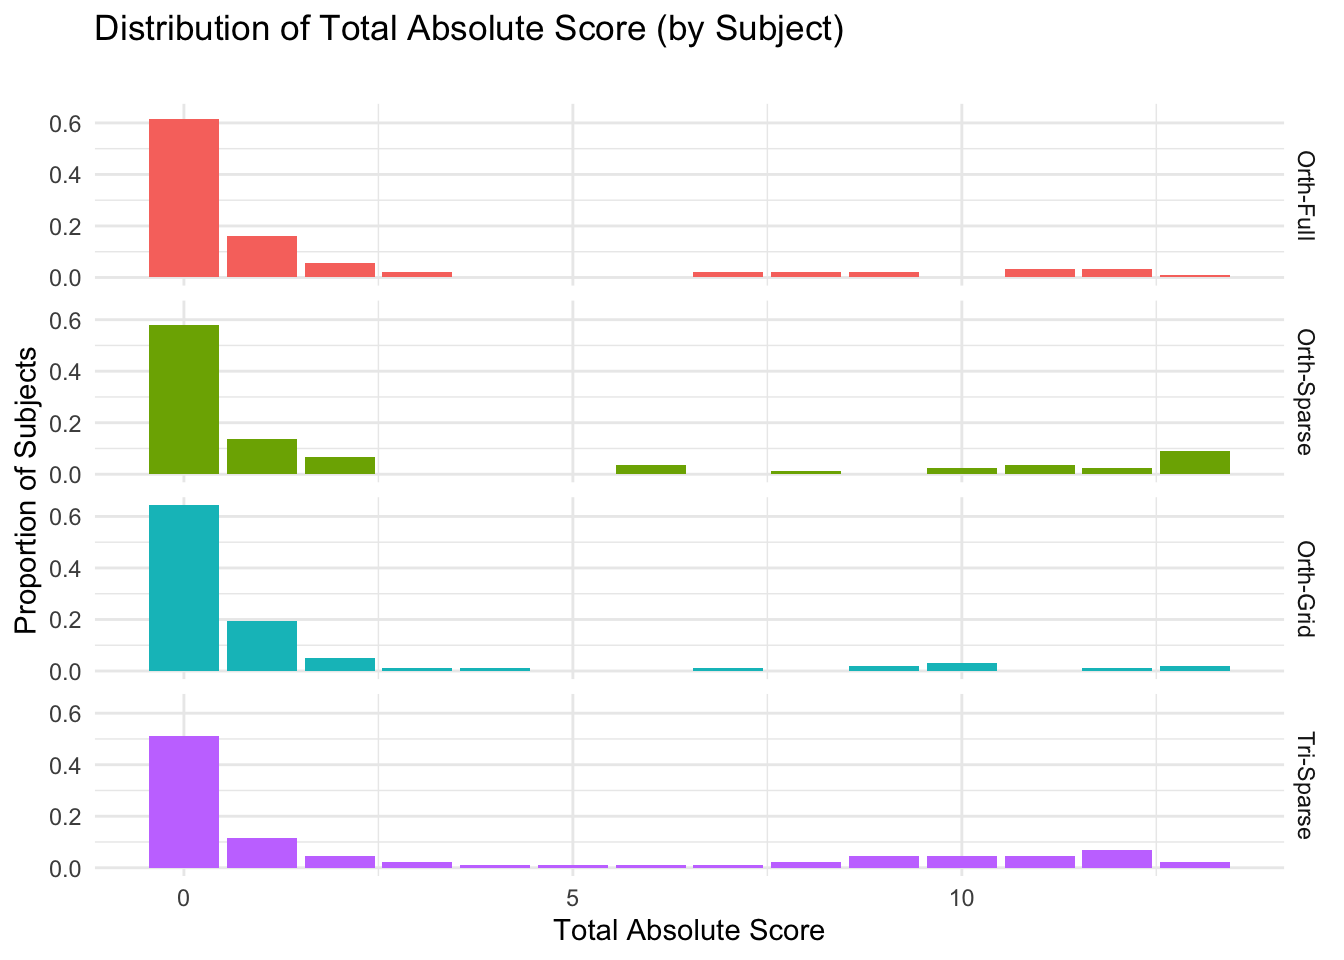 Distribution of Total Absolute Score (by Subject)
Proportion of Subjects
0.6
0.4
0.2
0.0
Orth-Full
0.6
0.4
0.2
0.0
Orth-Sparse
0.6
0.4
0.2
0.0
Orth-Grid
0.6
0.4
0.2
0.0
Tri-Sparse
0 5 10
Total Absolute Score